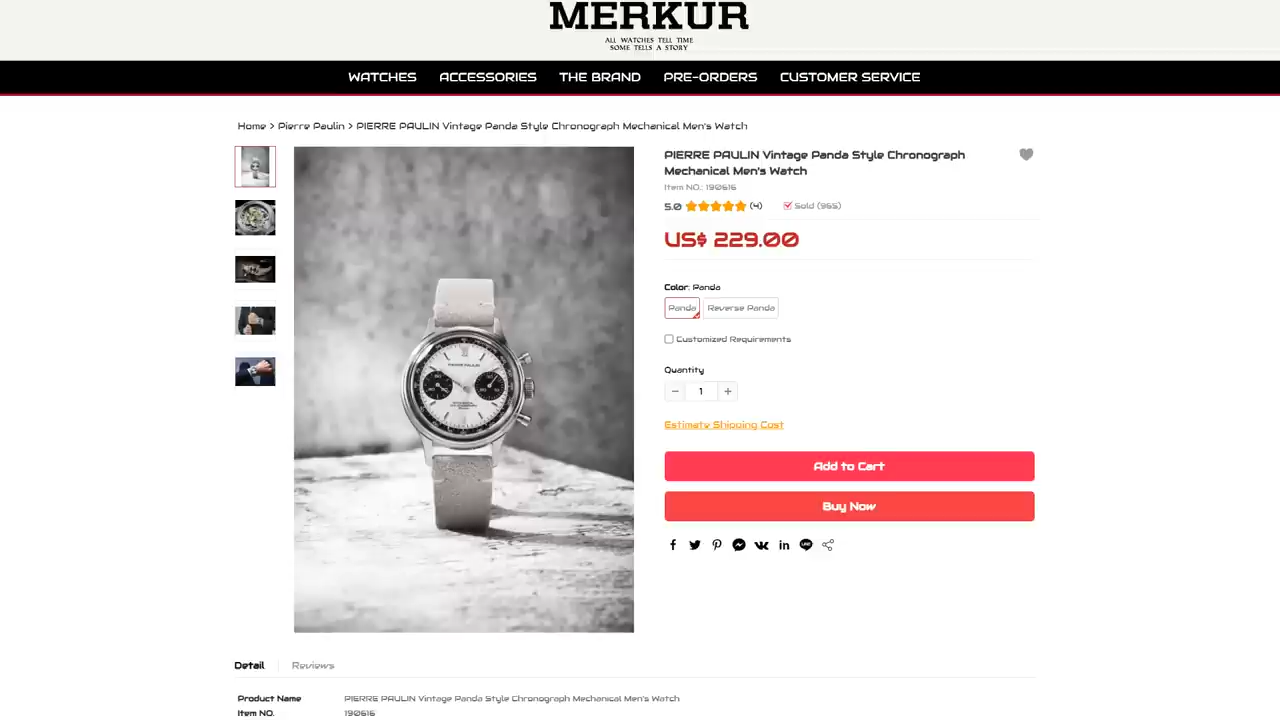 MERKUR
ALL WATCHES TELL TIME
SOME TELLS A STORY
WATCHES ACCESSORIES THE BRAND PRE-ORDERS CUSTOMER SERVICE
Home > Pierre Paulin > PIERRE PAULIN Vintage Panda Style Chronograph Mechanical Men's Watch
PIERRE PAULIN Vintage Panda Style Chronograph
Mechanical Men's Watch
Item NO.: 190616
5.0 (4) Sold (965)
US$ 229.00
Color: Panda
Panda Reverse Panda
Customized Requirements
Quantity
1
Estimate Shipping Cost
Add to Cart
Buy Now
PIERRE PAULIN
Detail Reviews
Product Name PIERRE PAULIN Vintage Panda Style Chronograph Mechanical Men's Watch
Item NO. 190616